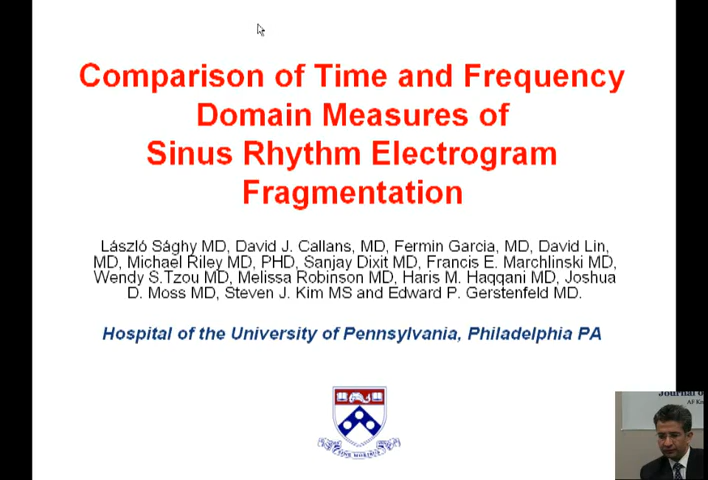 Comparison of Time and Frequency
Domain Measures of
Sinus Rhythm Electrogram
Fragmentation
László Sághy MD, David J. Callans, MD, Fermin Garcia, MD, David Lin,
MD, Michael Riley MD, PHD, Sanjay Dixit MD, Francis E. Marchlinski MD,
Wendy S.Tzou MD, Melissa Robinson MD, Haris M. Haqqani MD, Joshua
D. Moss MD, Steven J. Kim MS and Edward P. Gerstenfeld MD.
Hospital of the University of Pennsylvania, Philadelphia PA
Journal o